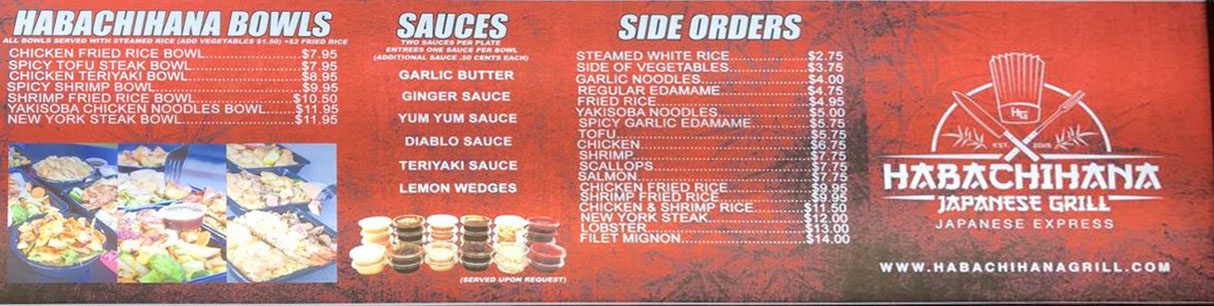 HABACHIHANA BOWLS
ALL BOWLS SERVED WITH STEAMED RICE (ADD VEGETABLES $1.50) +$2 FRIED RICE
CHICKEN FRIED RICE BOWL $7.95
SPICY TOFU STEAK BOWL $7.95
CHICKEN TERIYAKI BOWL $8.95
SPICY SHRIMP BOWL $9.95
SHRIMP FRIED RICE BOWL $10.50
YAKISOBA CHICKEN NOODLES BOWL $11.95
NEW YORK STEAK BOWL $11.95
SAUCES
TWO SAUCES PER PLATE
ENTREES ONE SAUCE PER BOWL
(ADDITIONAL SAUCE .50 CENTS EACH)
GARLIC BUTTER
GINGER SAUCE
YUM YUM SAUCE
DIABLO SAUCE
TERIYAKI SAUCE
LEMON WEDGES
(SERVED UPON REQUEST)
SIDE ORDERS
STEAMED WHITE RICE $2.75
SIDE OF VEGETABLES $3.75
GARLIC NOODLES $4.00
REGULAR EDAMAME $4.75
FRIED RICE $4.95
YAKISOBA NOODLES $5.00
SPICY GARLIC EDAMAME $5.75
TOFU $5.75
CHICKEN $6.75
SHRIMP $7.75
SCALLOPS $7.75
SALMON $7.75
CHICKEN FRIED RICE $9.95
SHRIMP FRIED RICE $9.95
CHICKEN & SHRIMP RICE $11.50
NEW YORK STEAK $12.00
LOBSTER $13.00
FILET MIGNON $14.00
HG
EST. 2015
HABACHIHANA
JAPANESE GRILL
JAPANESE EXPRESS
WWW.HABACHIHANAGRILL.COM